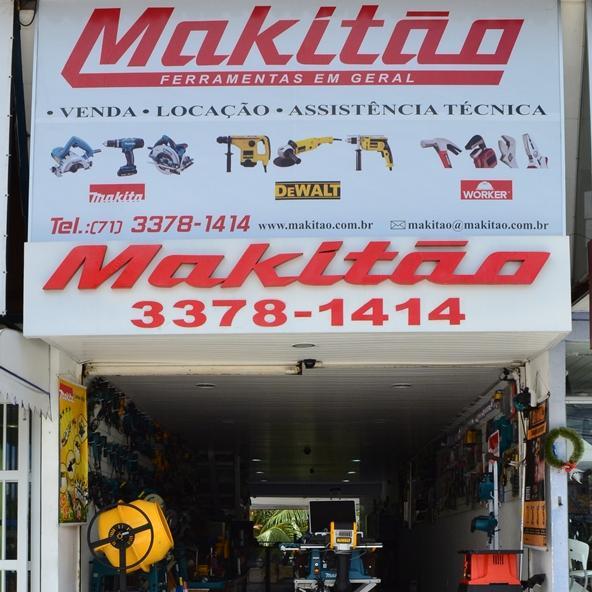 Makitão
FERRAMENTAS EM GERAL
• VENDA • LOCAÇÃO • ASSISTÊNCIA TÉCNICA
makita
DEWALT
WORKER
Tel.:(71) 3378-1414 www.makitao.com.br makitao@makitao.com.br
Makitão
3378-1414